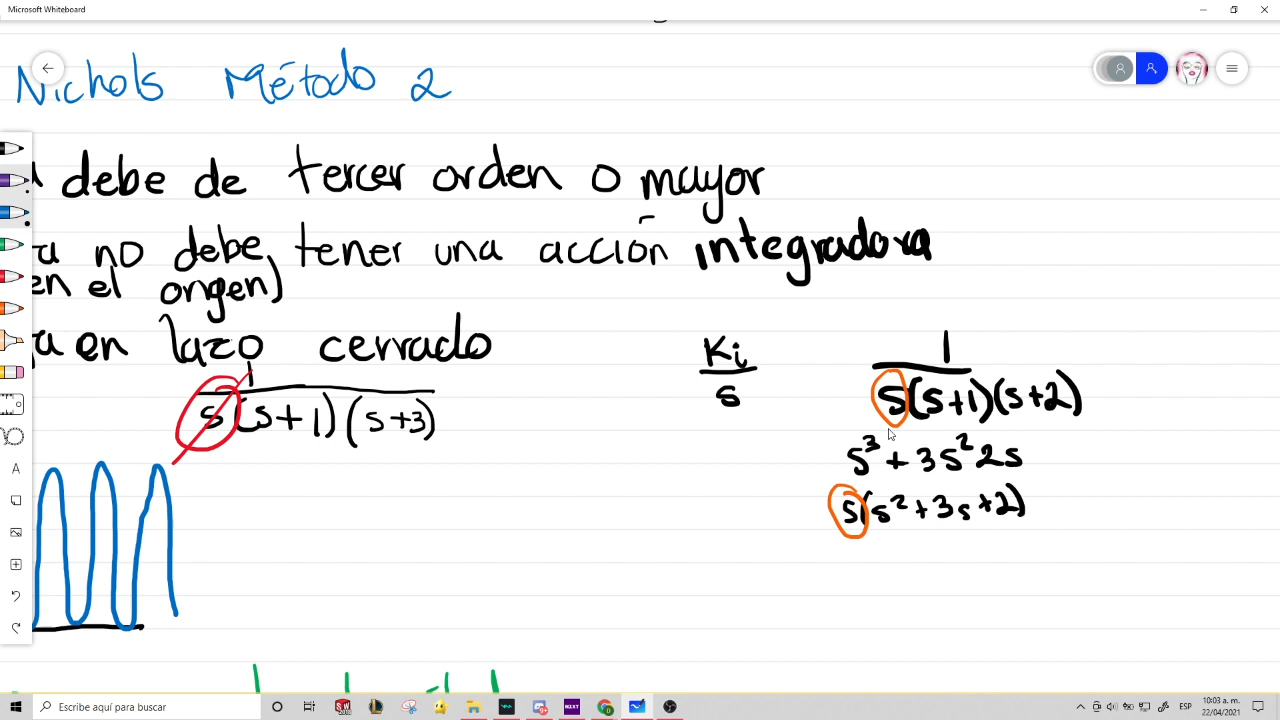 Microsoft Whiteboard
Nichols Método 2
debe de tercer orden o mayor
no debe tener una acción integradora
en el origen)
en lazo cerrado
1
s(s+1)(s+3)
Ki
s
1
s(s+1)(s+2)
s³ + 3s² 2s
s(s² + 3s + 2)
Escribe aquí para buscar
ESP
10:03 a. m.
22/04/2021